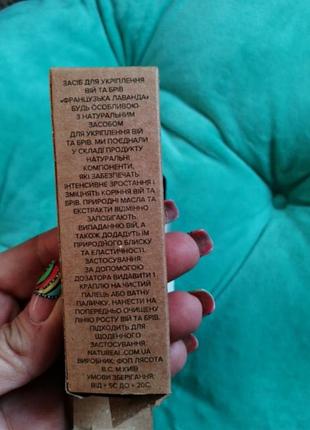 ЗАСІБ ДЛЯ УКРІПЛЕННЯ
ВІЙ ТА БРІВ
«ФРАНЦУЗЬКА ЛАВАНДА»
БУДЬ ОСОБЛИВОЮ
З НАТУРАЛЬНИМ
ЗАСОБОМ
ДЛЯ УКРІПЛЕННЯ ВІЙ
ТА БРІВ. МИ ПОЄДНАЛИ
У СКЛАДІ ПРОДУКТУ
НАТУРАЛЬНІ
КОМПОНЕНТИ,
ЯКІ ЗАБЕЗПЕЧАТЬ
ІНТЕНСИВНЕ ЗРОСТАННЯ І
ЗМІЦНЯТЬ КОРІННЯ ВІЙ ТА
БРІВ. ПРИРОДНІ МАСЛА ТА
ЕКСТРАКТИ ВІДМІННО
ЗАПОБІГАЮТЬ
ВИПАДАННЮ ВІЙ, А
ТАКОЖ ДОДАДУТЬ ЇМ
ПРИРОДНОГО БЛИСКУ
ТА ЕЛАСТИЧНОСТІ.
ЗАСТОСУВАННЯ:
ЗА ДОПОМОГОЮ
ДОЗАТОРА ВИДАВИТИ 1
КРАПЛЮ НА ЧИСТИЙ
ПАЛЕЦЬ АБО ВАТНУ
ПАЛИЧКУ, НАНЕСТИ НА
ПОПЕРЕДНЬО ОЧИЩЕНУ
ЛІНІЮ РОСТУ ВІЙ ТА БРІВ.
ПІДХОДИТЬ ДЛЯ
ЩОДЕННОГО
ЗАСТОСУВАННЯ.
NATUREAL.COM.UA
ВИРОБНИК: ФОП ЛЯСОТА
В.С. М.КИЇВ
УМОВИ ЗБЕРІГАННЯ:
ВІД + 5С ДО + 20С.